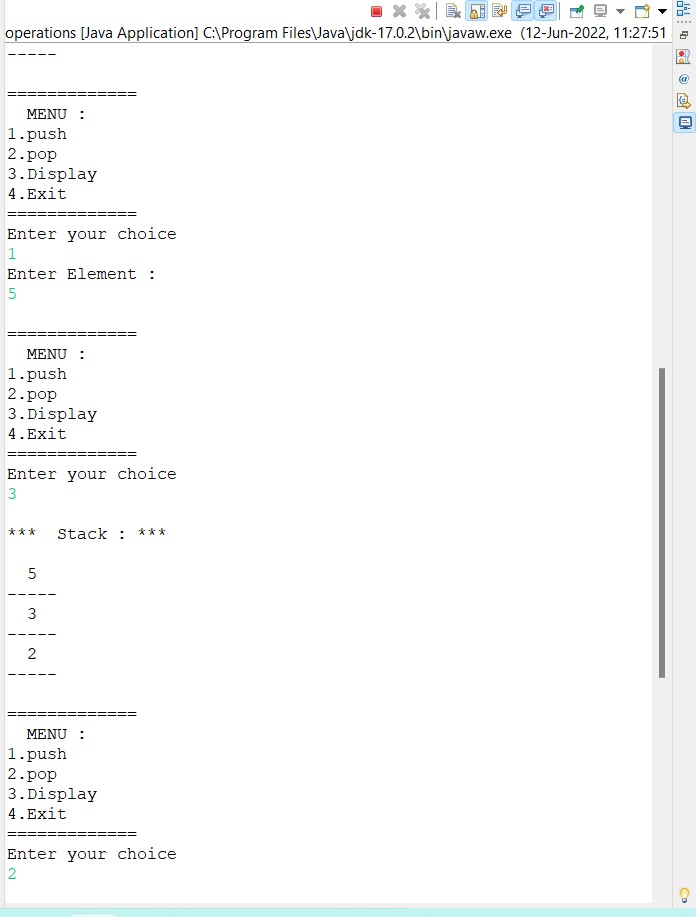 operations [Java Application] C:\Program Files\Java\jdk-17.0.2\bin\javaw.exe (12-Jun-2022, 11:27:51
-----
=============
  MENU :
1.push
2.pop
3.Display
4.Exit
=============
Enter your choice
1
Enter Element :
5
=============
  MENU :
1.push
2.pop
3.Display
4.Exit
=============
Enter your choice
3
***  Stack : ***
  5
-----
  3
-----
  2
-----
=============
  MENU :
1.push
2.pop
3.Display
4.Exit
=============
Enter your choice
2